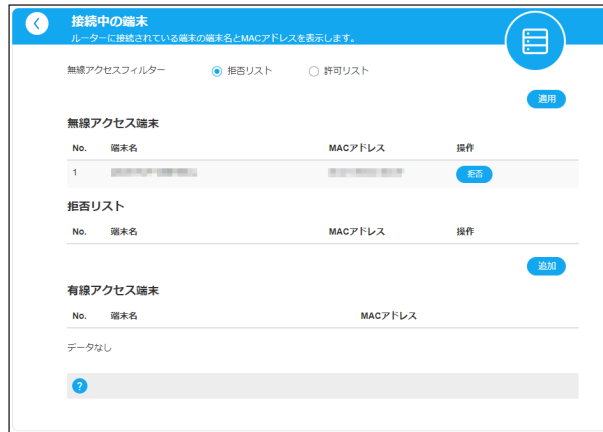 接続中の端末
ルーターに接続されている端末の端末名とMACアドレスを表示します。
無線アクセスフィルター 拒否リスト 許可リスト
適用
無線アクセス端末
No. 端末名 MACアドレス 操作
1 拒否
拒否リスト
No. 端末名 MACアドレス 操作
追加
有線アクセス端末
No. 端末名 MACアドレス
データなし
?